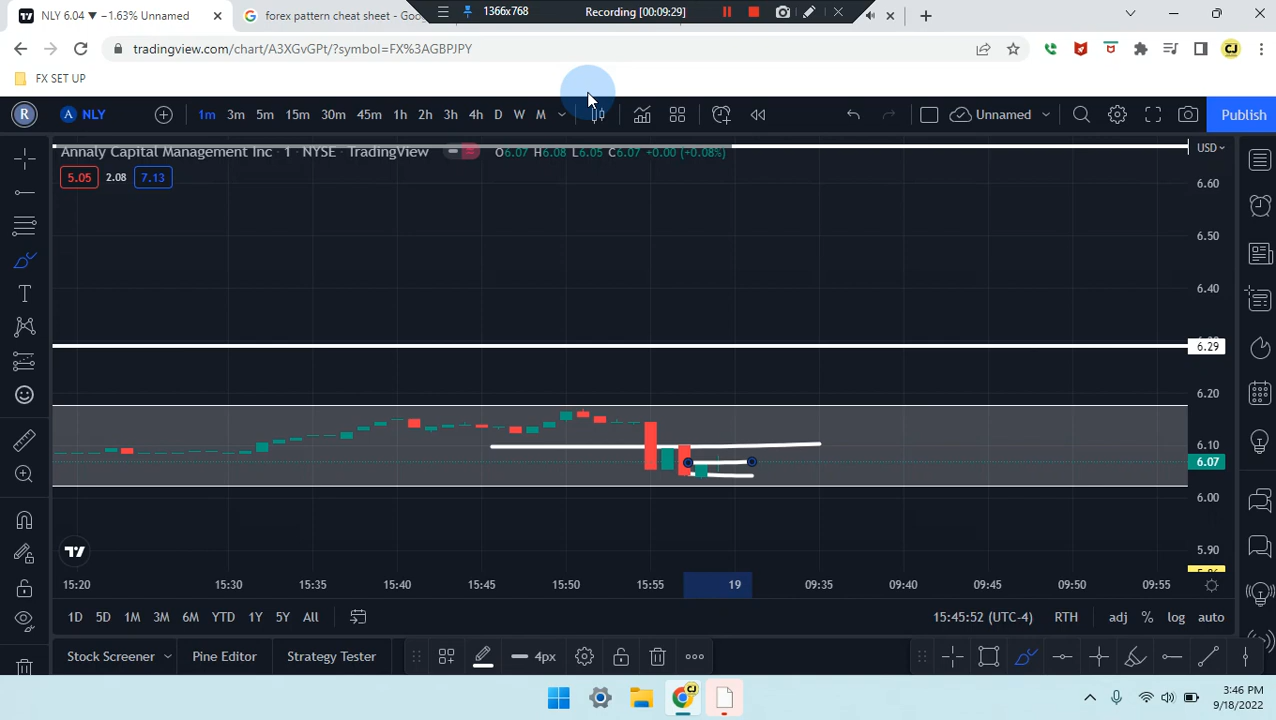 NLY 6.04 ▼ −1.63% Unnamed
forex pattern cheat sheet - Goo
1366x768
Recording [00:09:29]
tradingview.com/chart/A3XGvGPt/?symbol=FX%3AGBPJPY
CJ
FX SET UP
R
A NLY
1m 3m 5m 15m 30m 45m 1h 2h 3h 4h D W M
Unnamed
Publish
Annaly Capital Management Inc · 1 · NYSE · TradingView
O6.07 H6.08 L6.05 C6.07 +0.00 (+0.08%)
USD
5.05 2.08 7.13
6.60
6.50
6.40
6.29
6.20
6.10
6.07
6.00
5.90
T
15:20 15:30 15:35 15:40 15:45 15:50 15:55 19 09:35 09:40 09:45 09:50 09:55
1D 5D 1M 3M 6M YTD 1Y 5Y All
15:45:52 (UTC-4) RTH adj % log auto
Stock Screener Pine Editor Strategy Tester
4px
CJ
3:46 PM
9/18/2022